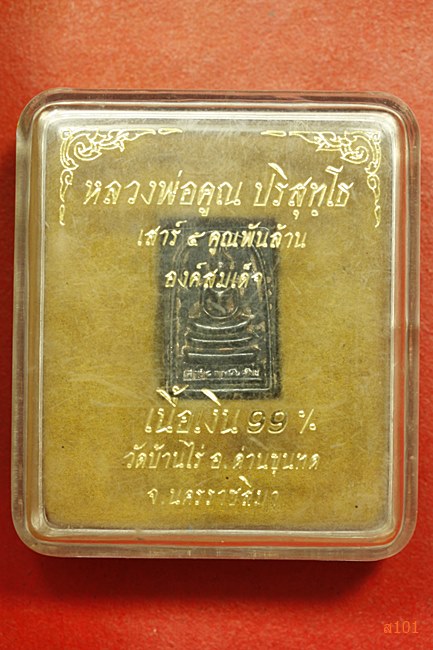 หลวงพ่อคูณ ปริสุทฺโธ
เสาร์ ๕ คูณพันล้าน
องค์สมเด็จ
เนื้อเงิน 99 %
วัดบ้านไร่ อ.ด่านขุนทด
จ.นครราชสีมา
ส101